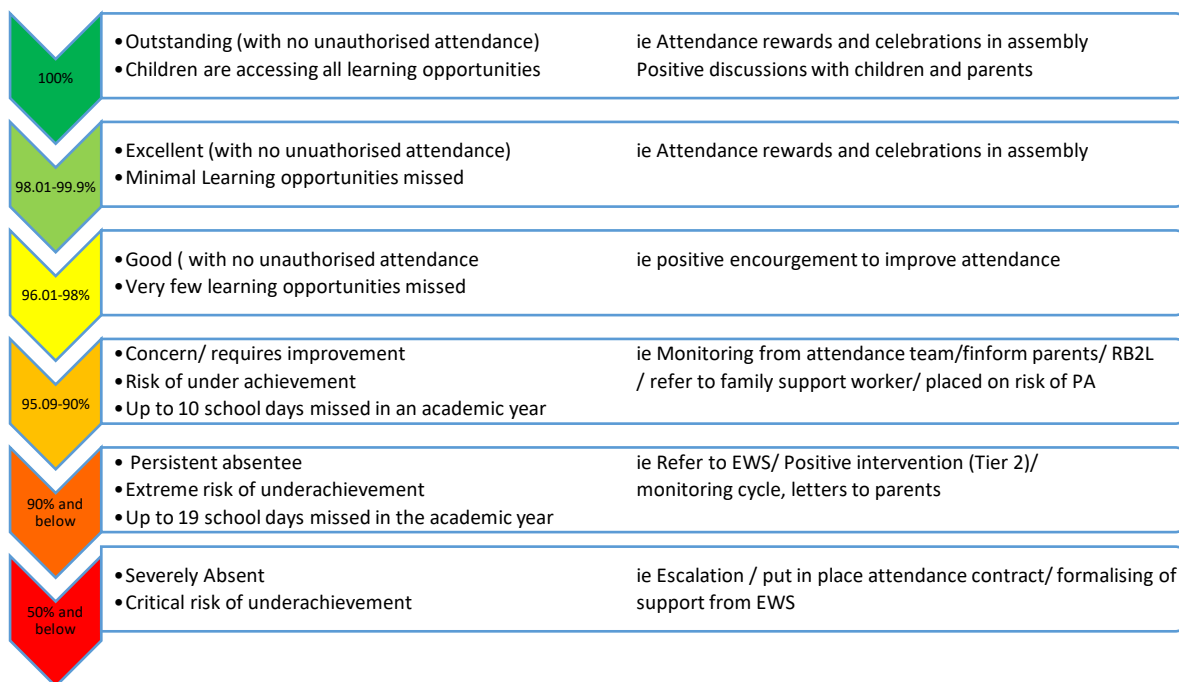 100%
•Outstanding (with no unauthorised attendance) ie Attendance rewards and celebrations in assembly
•Children are accessing all learning opportunities Positive discussions with children and parents
98.01-99.9%
•Excellent (with no unuathorised attendance) ie Attendance rewards and celebrations in assembly
•Minimal Learning opportunities missed
96.01-98%
•Good ( with no unauthorised attendance ie positive encourgement to improve attendance
•Very few learning opportunities missed
95.09-90%
•Concern/ requires improvement ie Monitoring from attendance team/finform parents/ RB2L
•Risk of under achievement / refer to family support worker/ placed on risk of PA
•Up to 10 school days missed in an academic year
90% and
below
• Persistent absentee ie Refer to EWS/ Positive intervention (Tier 2)/
•Extreme risk of underachievement monitoring cycle, letters to parents
•Up to 19 school days missed in the academic year
50% and
below
•Severely Absent ie Escalation / put in place attendance contract/ formalising of
•Critical risk of underachievement support from EWS